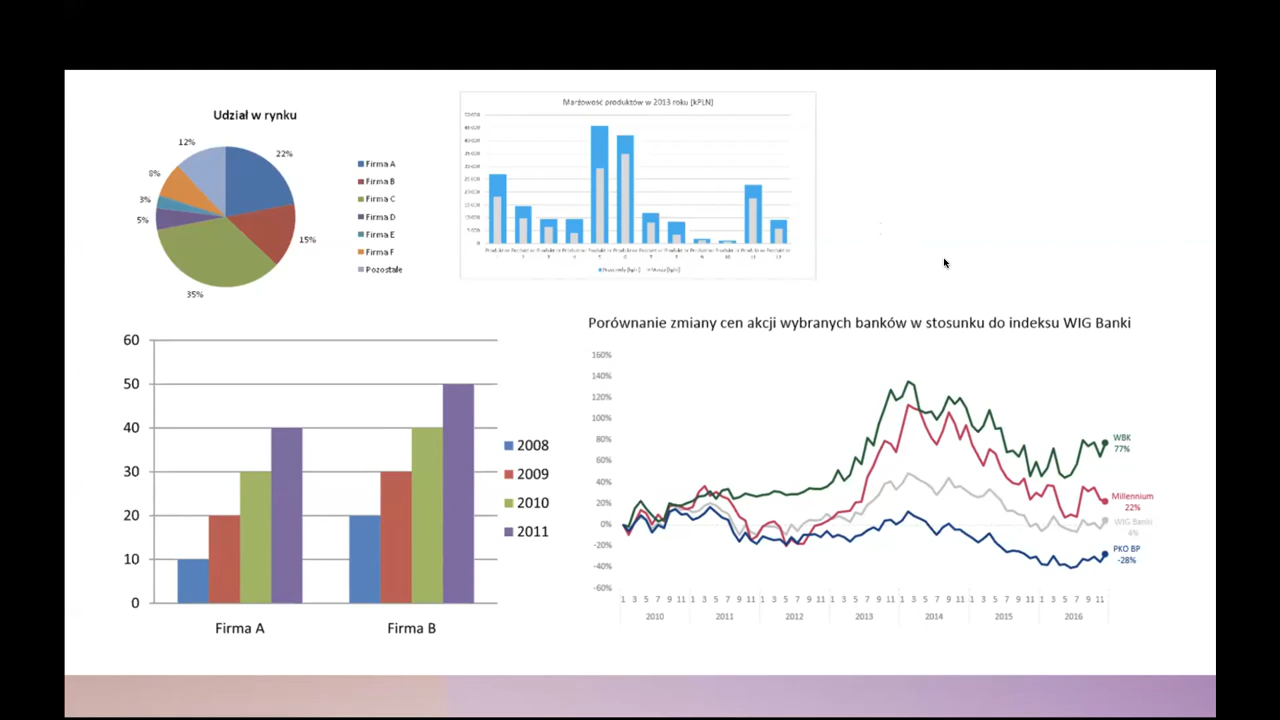 Udział w rynku
12%
22%
8%
3%
5%
15%
35%
Firma A
Firma B
Firma C
Firma D
Firma E
Firma F
Pozostałe
Marżowość produktów w 2013 roku [kPLN]
60
50
40
30
20
10
0
Firma A
Firma B
2008
2009
2010
2011
Porównanie zmiany cen akcji wybranych banków w stosunku do indeksu WIG Banki
160%
140%
120%
100%
80%
60%
40%
20%
0%
-20%
-40%
-60%
WBK
77%
Millennium
22%
WIG Banki
4%
PKO BP
-28%
1 3 5 7 9 11 1 3 5 7 9 11 1 3 5 7 9 11 1 3 5 7 9 11 1 3 5 7 9 11 1 3 5 7 9 11 1 3 5 7 9 11
2010 2011 2012 2013 2014 2015 2016